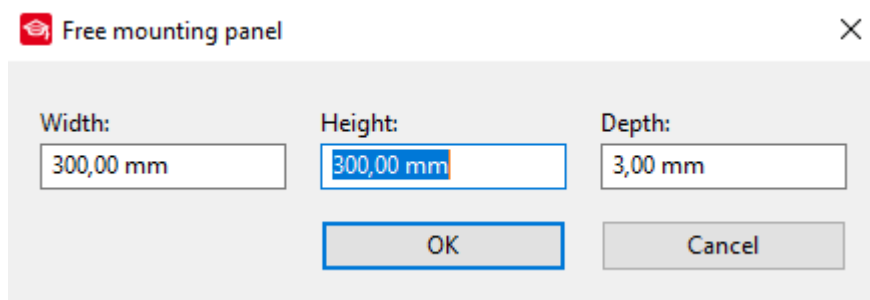 Free mounting panel
Width: Height: Depth:
300,00 mm 300,00 mm 3,00 mm
OK Cancel